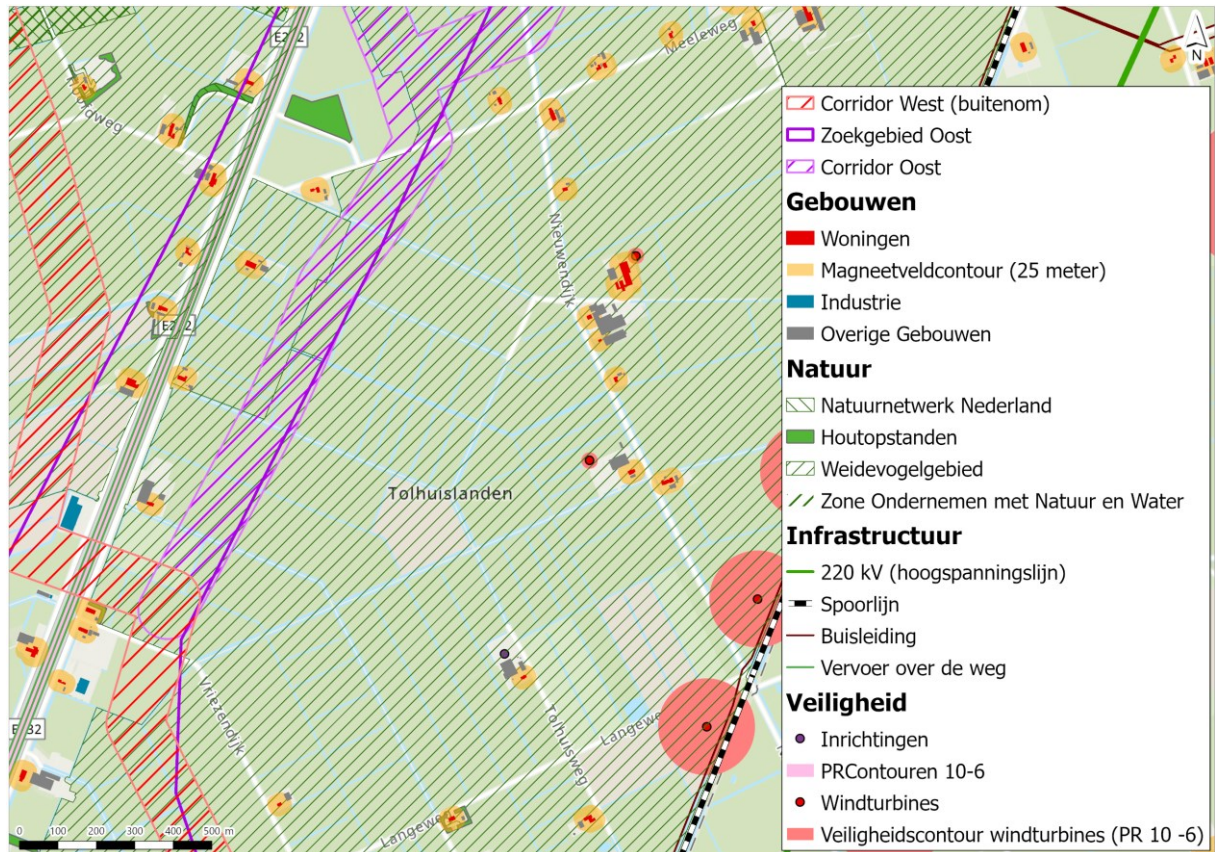 E232
Meeleweg
N
Noordweg
Nieuwendijk
E232
Tolhuislanden
Vriezendijk
E232
Tolhuisweg
Langeweg
Langeweg
0 100 200 300 400 500 m
Corridor West (buitenom)
Zoekgebied Oost
Corridor Oost
Gebouwen
Woningen
Magneetveldcontour (25 meter)
Industrie
Overige Gebouwen
Natuur
Natuurnetwerk Nederland
Houtopstanden
Weidevogelgebied
Zone Ondernemen met Natuur en Water
Infrastructuur
220 kV (hoogspanningslijn)
Spoorlijn
Buisleiding
Vervoer over de weg
Veiligheid
Inrichtingen
PRContouren 10-6
Windturbines
Veiligheidscontour windturbines (PR 10 -6)